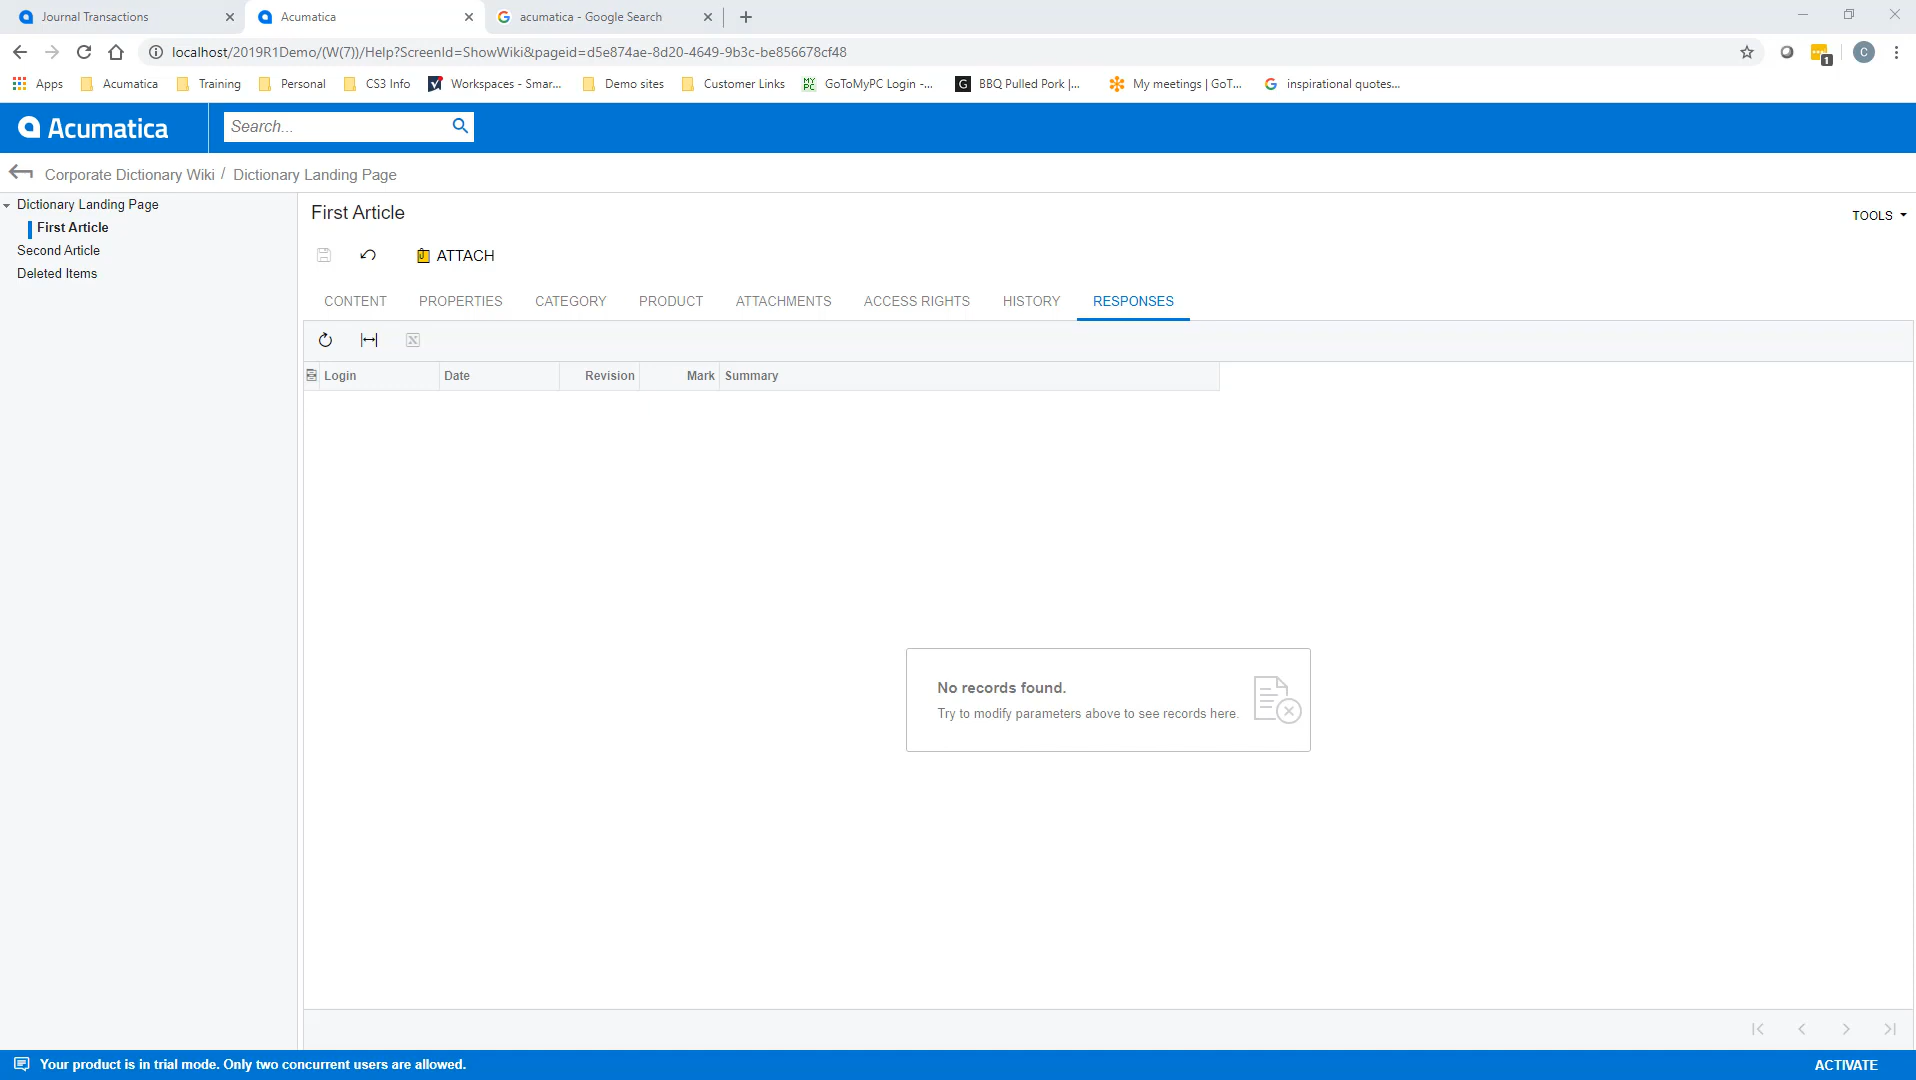 Journal Transactions
Acumatica
acumatica - Google Search
localhost/2019R1Demo/(W(7))/Help?ScreenId=ShowWiki&pageid=d5e874ae-8d20-4649-9b3c-be856678cf48
1
C
Apps
Acumatica
Training
Personal
CS3 Info
Workspaces - Smar...
Demo sites
Customer Links
MY PC
GoToMyPC Login -...
G
BBQ Pulled Pork |...
My meetings | GoT...
inspirational quotes...
Acumatica
Search...
Corporate Dictionary Wiki / Dictionary Landing Page
Dictionary Landing Page
First Article
Second Article
Deleted Items
First Article
TOOLS
ATTACH
CONTENT
PROPERTIES
CATEGORY
PRODUCT
ATTACHMENTS
ACCESS RIGHTS
HISTORY
RESPONSES
Login
Date
Revision
Mark
Summary
No records found.
Try to modify parameters above to see records here.
Your product is in trial mode. Only two concurrent users are allowed.
ACTIVATE